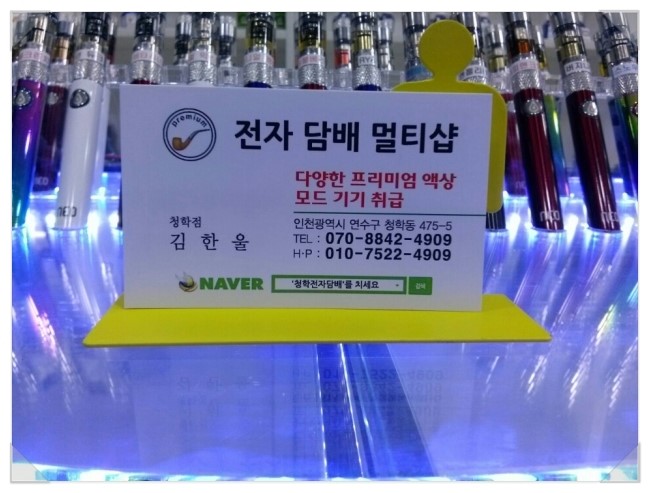 premium
전자 담배 멀티샵
다양한 프리미엄 액상
모드 기기 취급
청학점
김 한 울
인천광역시 연수구 청학동 475-5
TEL : 070-8842-4909
H·P : 010-7522-4909
NAVER '청학전자담배'를 치세요 검색
neo
neo
neo